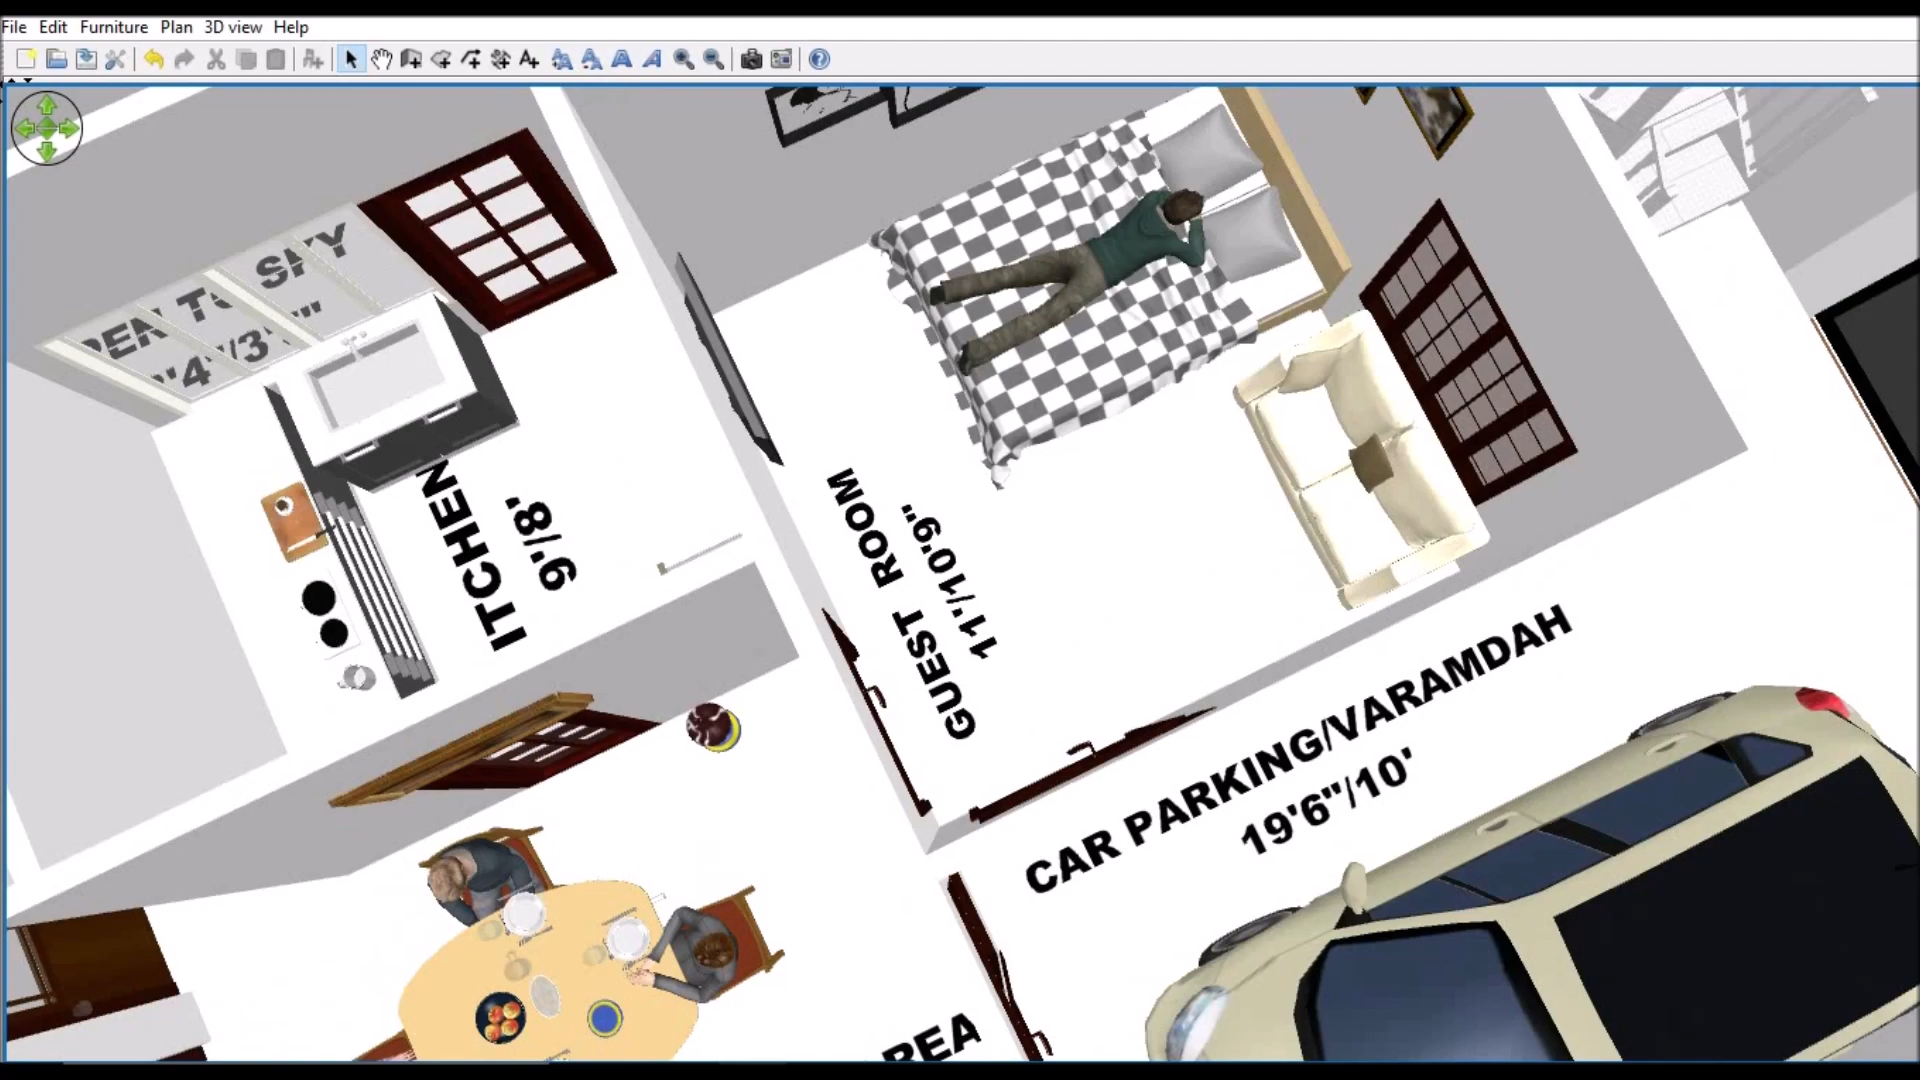 File Edit Furniture Plan 3D view Help
ITCHEN
9'/8'
GUEST ROOM
11'/10'9"
CAR PARKING/VARAMDAH
19'6"/10'
REA